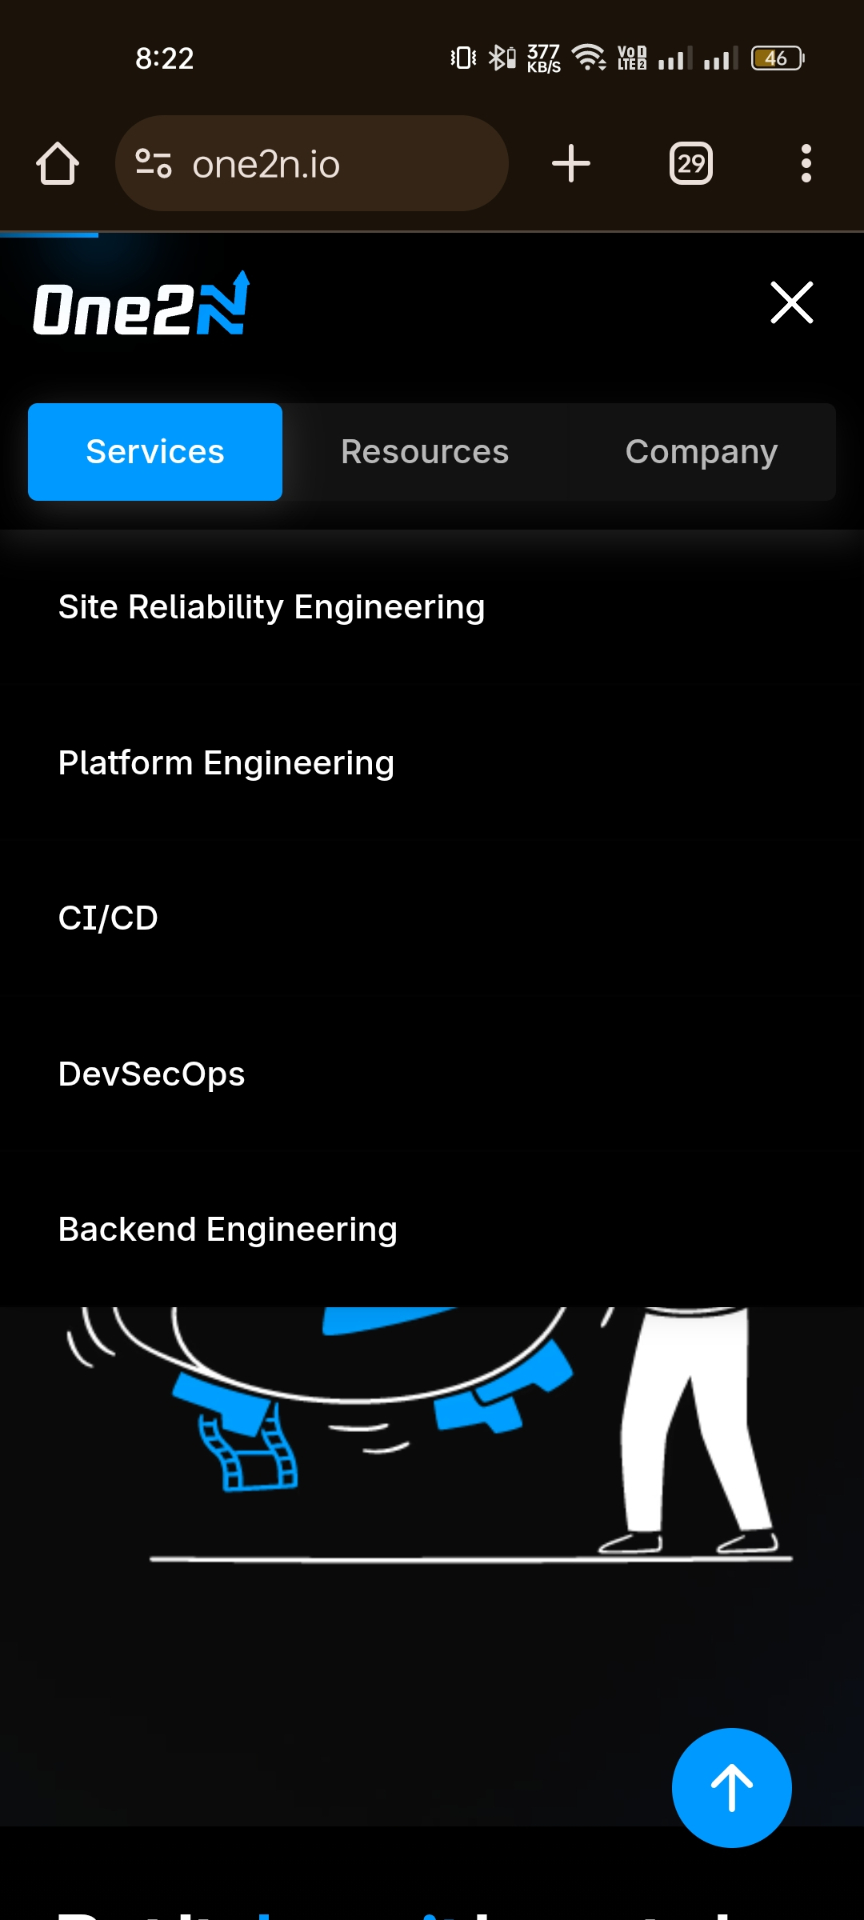 8:22
377
KB/S
Vo D
LTE 2
46
one2n.io
29
One2N
Services
Resources
Company
Site Reliability Engineering
Platform Engineering
CI/CD
DevSecOps
Backend Engineering